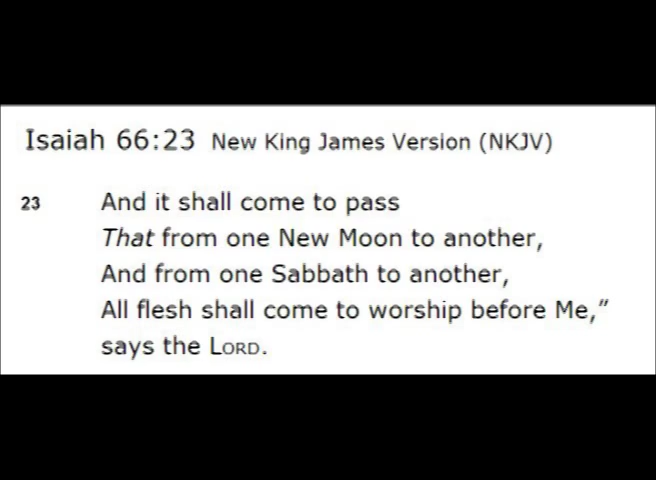 Isaiah 66:23 New King James Version (NKJV)
23 And it shall come to pass
That from one New Moon to another,
And from one Sabbath to another,
All flesh shall come to worship before Me,”
says the LORD.